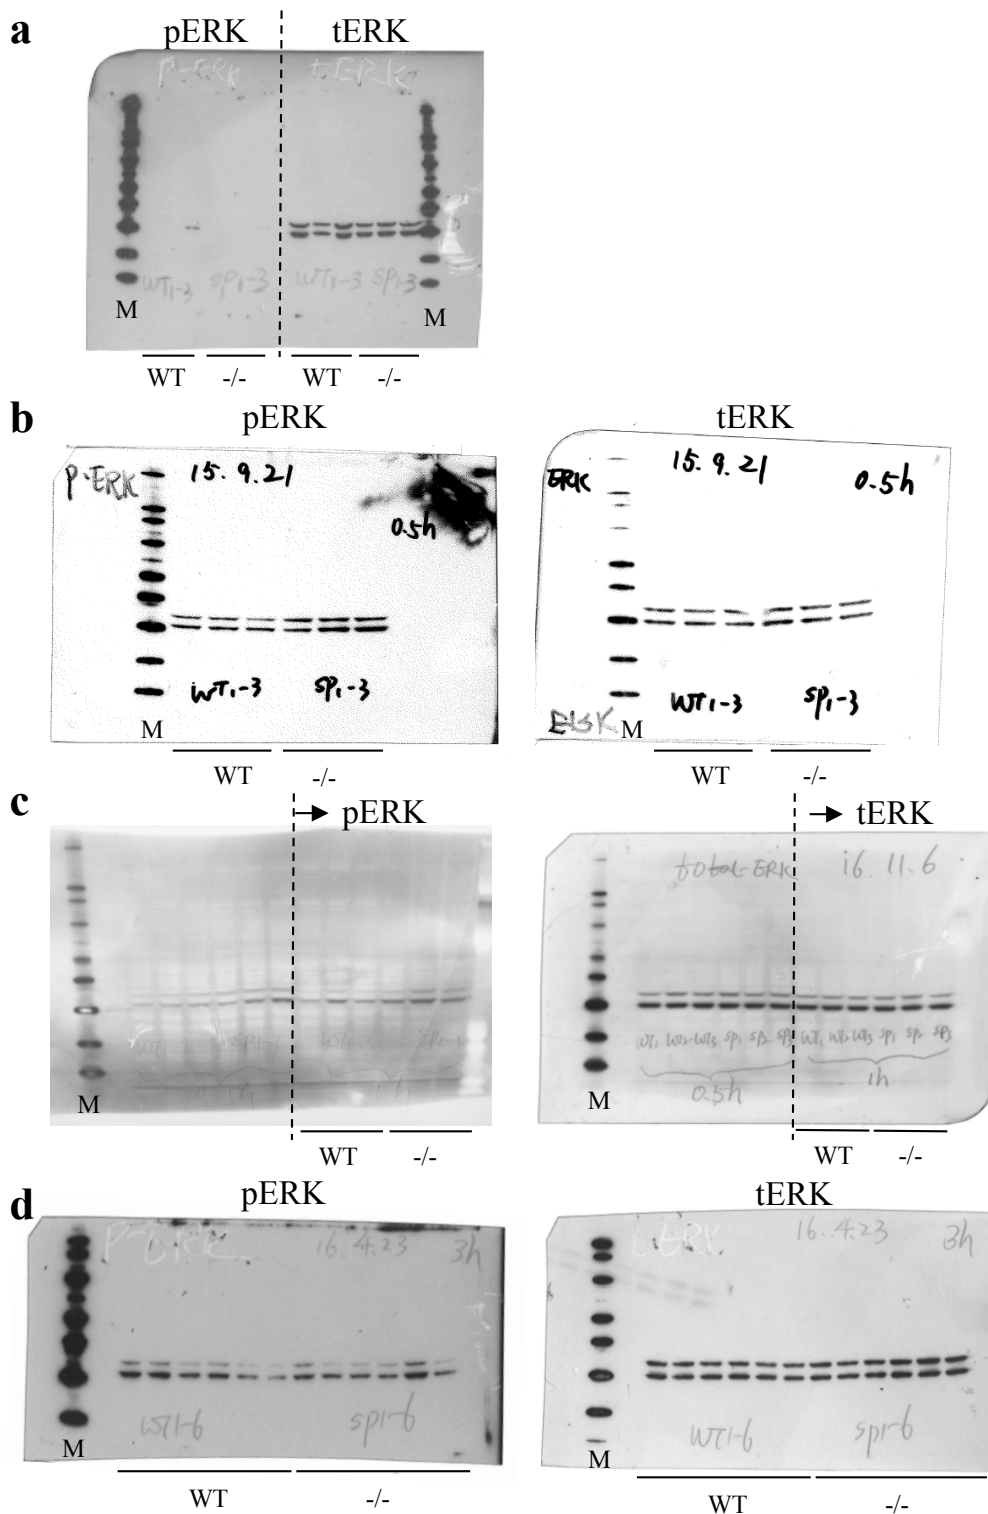 a
pERK tERK
P-ERK tERK
WT1-3 SP1-3 WT1-3 SP1-3
M M
WT -/- WT -/-
b
pERK tERK
P-ERK 15.9.21 0.5h
WT1-3 SP1-3
M
WT -/-
ERK 15.9.21 0.5h
WT1-3 SP1-3
M
WT -/-
c
pERK tERK
M
WT -/-
total-ERK 16.11.6
WT1 WT2 WT3 SP1 SP2 SP3 WT1 WT2 WT3 SP1 SP2 SP3
0.5h 1h
M
WT -/-
d
pERK tERK
P-ERK 16.4.23 3h
WT1-6 SP1-6
M
WT -/-
t-ERK 16.4.23 3h
WT1-6 SP1-6
M
WT -/-